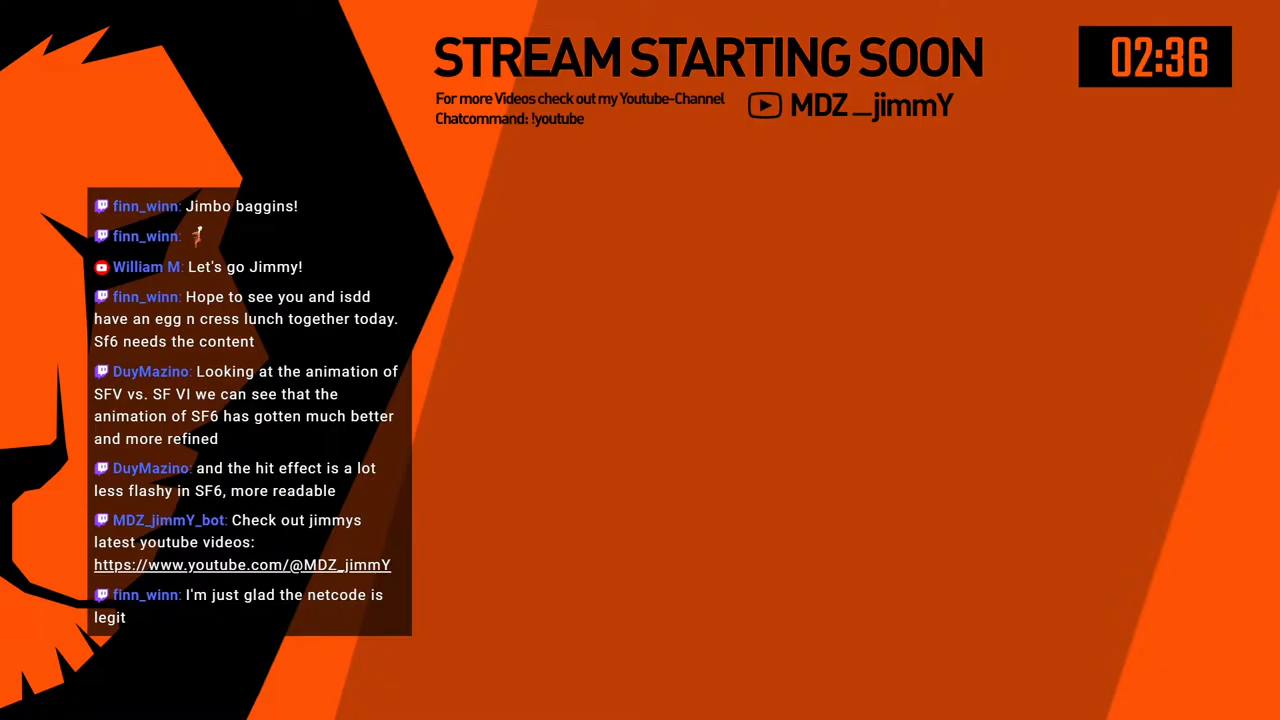 STREAM STARTING SOON
02:36
For more Videos check out my Youtube-Channel
Chatcommand: !youtube
MDZ_jimmY
finn_winn: Jimbo baggins!
finn_winn:
William M: Let's go Jimmy!
finn_winn: Hope to see you and isdd
have an egg n cress lunch together today.
Sf6 needs the content
DuyMazino: Looking at the animation of
SFV vs. SF VI we can see that the
animation of SF6 has gotten much better
and more refined
DuyMazino: and the hit effect is a lot
less flashy in SF6, more readable
MDZ_jimmY_bot: Check out jimmys
latest youtube videos:
https://www.youtube.com/@MDZ_jimmY
finn_winn: I'm just glad the netcode is
legit